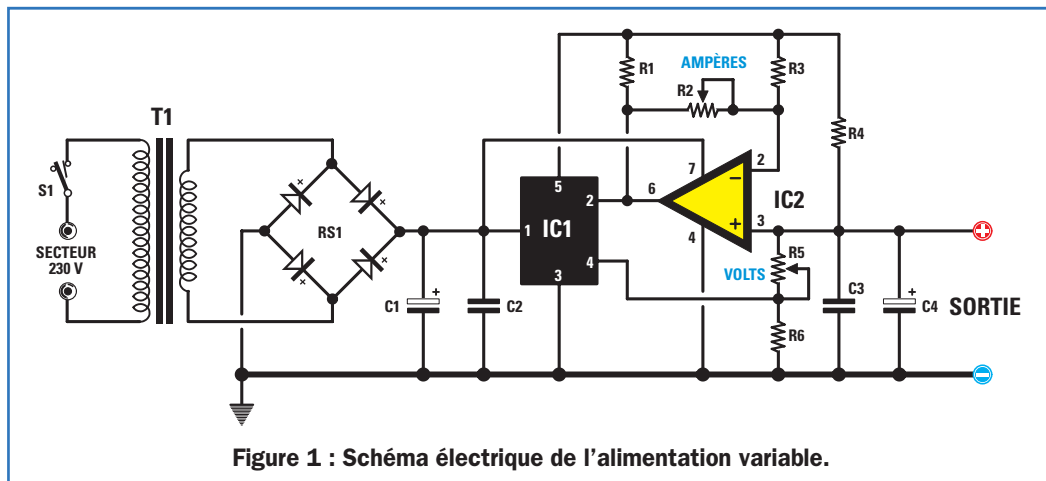 T1
S1
SECTEUR
230 V
RS1
C1
+
C2
1
5
IC1
2
3
4
6
7
4
2
−
+
3
IC2
R1
AMPÈRES
R2
R3
R4
R5
VOLTS
R6
C3
+
C4
SORTIE
+
−
Figure 1 : Schéma électrique de l'alimentation variable.